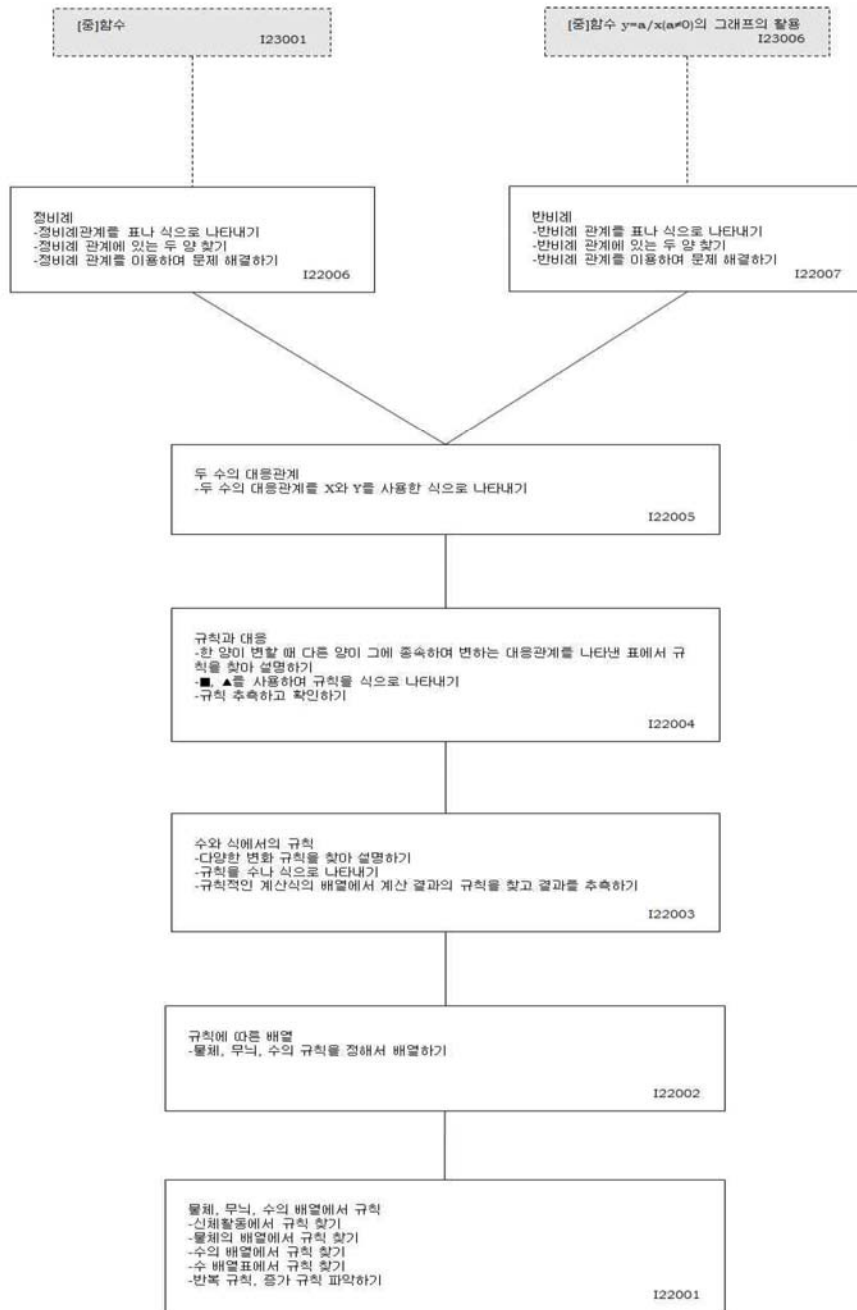 [중]함수
I23001
[중]함수 y=a/x(a≠0)의 그래프의 활용
I23006
정비례
-정비례관계를 표나 식으로 나타내기
-정비례 관계에 있는 두 양 찾기
-정비례 관계를 이용하여 문제 해결하기
I22006
반비례
-반비례 관계를 표나 식으로 나타내기
-반비례 관계에 있는 두 양 찾기
-반비례 관계를 이용하여 문제 해결하기
I22007
두 수의 대응관계
-두 수의 대응관계를 X와 Y를 사용한 식으로 나타내기
I22005
규칙과 대응
-한 양이 변할 때 다른 양이 그에 종속하여 변하는 대응관계를 나타낸 표에서 규
칙을 찾아 설명하기
-■, ▲를 사용하여 규칙을 식으로 나타내기
-규칙 추측하고 확인하기
I22004
수와 식에서의 규칙
-다양한 변화 규칙을 찾아 설명하기
-규칙을 수나 식으로 나타내기
-규칙적인 계산식의 배열에서 계산 결과의 규칙을 찾고 결과를 추측하기
I22003
규칙에 따른 배열
-물체, 무늬, 수의 규칙을 정해서 배열하기
I22002
물체, 무늬, 수의 배열에서 규칙
-신체활동에서 규칙 찾기
-물체의 배열에서 규칙 찾기
-수의 배열에서 규칙 찾기
-수 배열표에서 규칙 찾기
-반복 규칙, 증가 규칙 파악하기
I22001